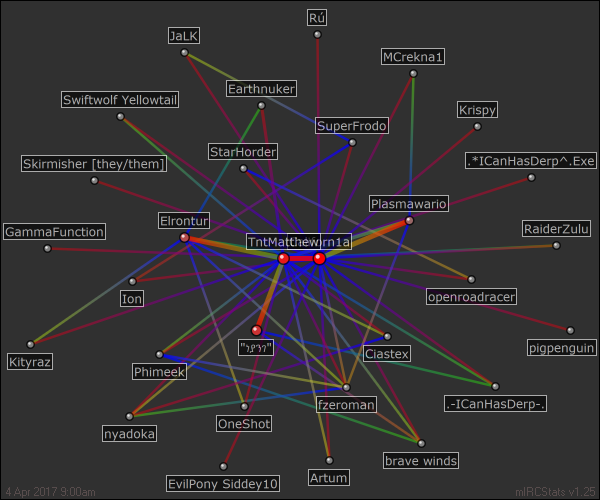 Rú
JaLK
MCrekna1
Earthnuker
Swiftwolf Yellowtail
Krispy
SuperFrodo
StarHorder
Skirmisher [they/them]
.*ICanHasDerp^.Exe
Plasmawario
Elrontur
GammaFunction
RaiderZulu
Ion
openroadracer
Kityraz
pigpenguin
Ciastex
Phimeek
fzeroman
.-ICanHasDerp-.
OneShot
nyadoka
brave winds
Artum
EvilPony Siddey10
4 Apr 2017 9:00am
mIRCStats v1.25